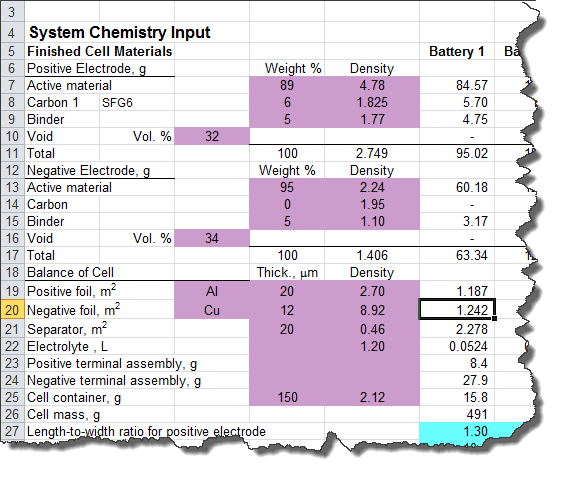 3
4 System Chemistry Input
5 Finished Cell Materials Battery 1 Ba
6 Positive Electrode, g Weight % Density
7 Active material 89 4.78 84.57
8 Carbon 1 SFG6 6 1.825 5.70
9 Binder 5 1.77 4.75
10 Void Vol. % 32 -
11 Total 100 2.749 95.02
12 Negative Electrode, g Weight % Density
13 Active material 95 2.24 60.18
14 Carbon 0 1.95 -
15 Binder 5 1.10 3.17
16 Void Vol. % 34 -
17 Total 100 1.406 63.34
18 Balance of Cell Thick., μm Density
19 Positive foil, m² Al 20 2.70 1.187
20 Negative foil, m² Cu 12 8.92 1.242
21 Separator, m² 20 0.46 2.278
22 Electrolyte , L 1.20 0.0524
23 Positive terminal assembly, g 8.4
24 Negative terminal assembly, g 27.9
25 Cell container, g 150 2.12 15.8
26 Cell mass, g 491
27 Length-to-width ratio for positive electrode 1.30